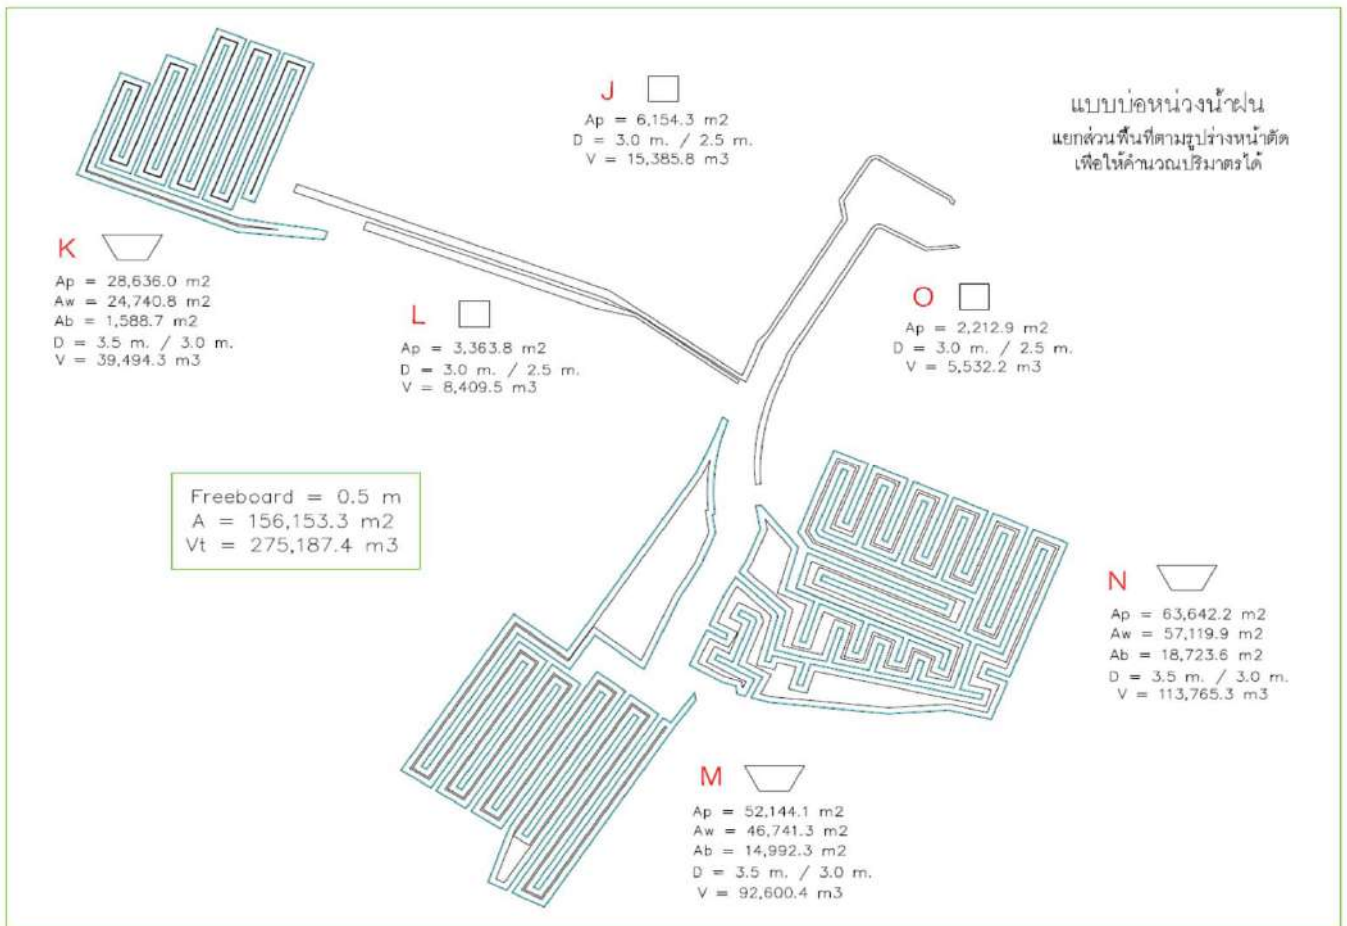 J
Ap = 6,154.3 m2
D = 3.0 m. / 2.5 m.
V = 15,385.8 m3
แบบบ่อหน่วงน้ำฝน
แยกส่วนพื้นที่ตามรูปร่างหน้าตัด
เพื่อให้คำนวณปริมาตรได้
K
Ap = 28,636.0 m2
Aw = 24,740.8 m2
Ab = 1,588.7 m2
D = 3.5 m. / 3.0 m.
V = 39,494.3 m3
L
Ap = 3,363.8 m2
D = 3.0 m. / 2.5 m.
V = 8,409.5 m3
O
Ap = 2,212.9 m2
D = 3.0 m. / 2.5 m.
V = 5,532.2 m3
Freeboard = 0.5 m
A = 156,153.3 m2
Vt = 275,187.4 m3
N
Ap = 63,642.2 m2
Aw = 57,119.9 m2
Ab = 18,723.6 m2
D = 3.5 m. / 3.0 m.
V = 113,765.3 m3
M
Ap = 52,144.1 m2
Aw = 46,741.3 m2
Ab = 14,992.3 m2
D = 3.5 m. / 3.0 m.
V = 92,600.4 m3